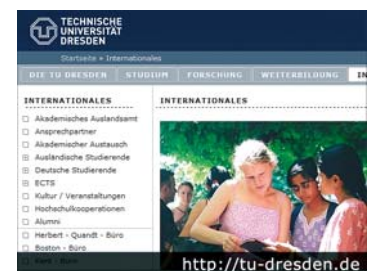 TECHNISCHE
UNIVERSITÄT
DRESDEN
Startseite » Internationales
DIE TU DRESDEN STUDIUM FORSCHUNG WEITERBILDUNG IN
INTERNATIONALES
Akademisches Auslandsamt
Ansprechpartner
Akademischer Austausch
Ausländische Studierende
Deutsche Studierende
ECTS
Kultur / Veranstaltungen
Hochschulkooperationen
Alumni
Herbert - Quandt - Büro
Boston - Büro
INTERNATIONALES
http://tu-dresden.de